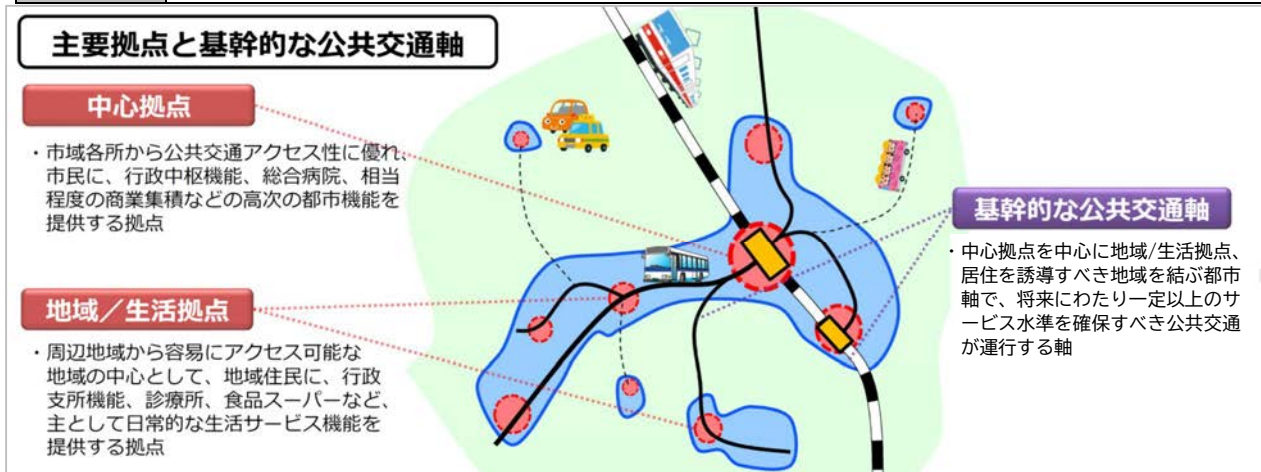 主要拠点と基幹的な公共交通軸
中心拠点
・市域各所から公共交通アクセス性に優れ、
市民に、行政中枢機能、総合病院、相当
程度の商業集積などの高次の都市機能を
提供する拠点
地域／生活拠点
・周辺地域から容易にアクセス可能な
地域の中心として、地域住民に、行政
支所機能、診療所、食品スーパーなど、
主として日常的な生活サービス機能を
提供する拠点
基幹的な公共交通軸
・中心拠点を中心に地域/生活拠点、
居住を誘導すべき地域を結ぶ都市
軸で、将来にわたり一定以上のサ
ービス水準を確保すべき公共交通
が運行する軸